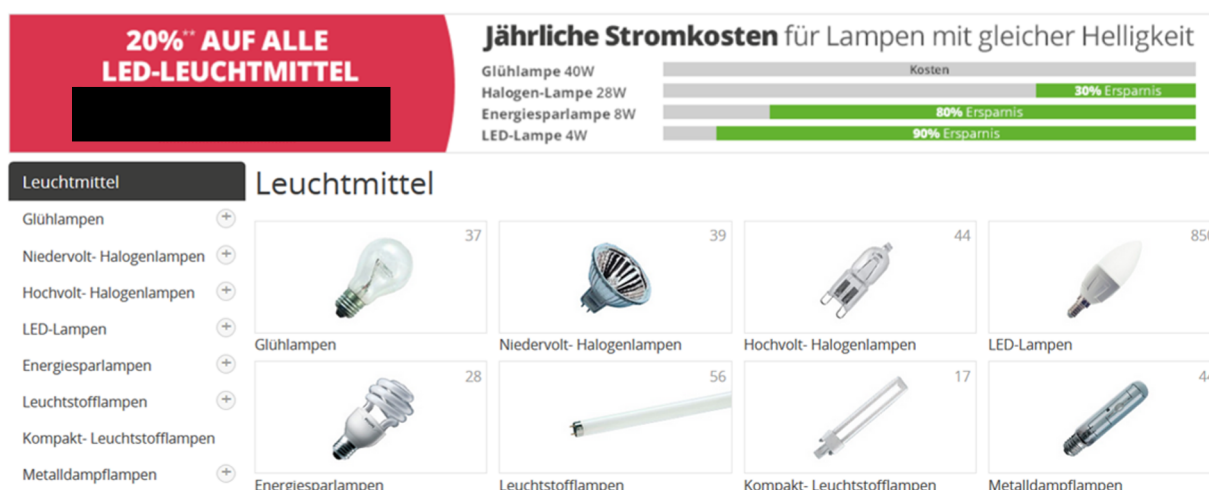 20%** AUF ALLE
LED-LEUCHTMITTEL
Jährliche Stromkosten für Lampen mit gleicher Helligkeit
Glühlampe 40W Kosten
Halogen-Lampe 28W 30% Ersparnis
Energiesparlampe 8W 80% Ersparnis
LED-Lampe 4W 90% Ersparnis
Leuchtmittel
Glühlampen
Niedervolt- Halogenlampen
Hochvolt- Halogenlampen
LED-Lampen
Energiesparlampen
Leuchtstofflampen
Kompakt- Leuchtstofflampen
Metalldampflampen
Leuchtmittel
37
39
44
Glühlampen
Niedervolt- Halogenlampen
Hochvolt- Halogenlampen
LED-Lampen
28
56
17
Energiesparlampen
Leuchtstofflampen
Kompakt- Leuchtstofflampen
Metalldampflampen